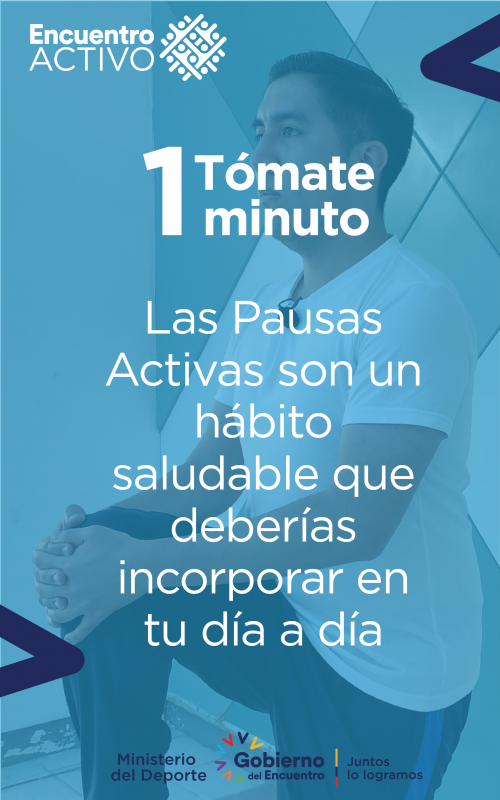 Encuentro
ACTIVO
1 Tómate
minuto
Las Pausas
Activas son un
hábito
saludable que
deberías
incorporar en
tu día a día
Ministerio
del Deporte
Gobierno
del Encuentro
Juntos
lo logramos